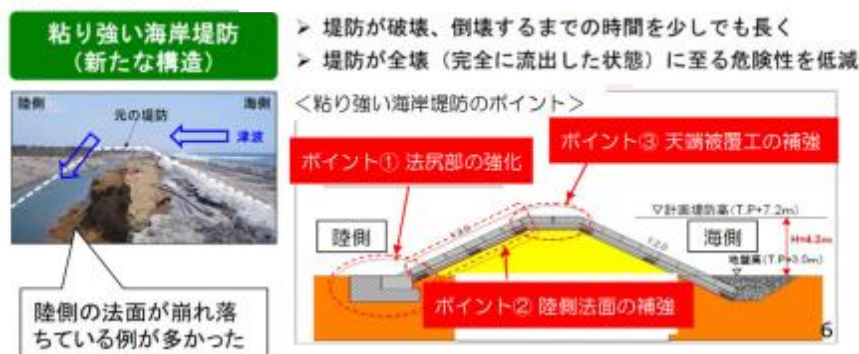 粘り強い海岸堤防
(新たな構造)
➢ 堤防が破壊、倒壊するまでの時間を少しでも長く
➢ 堤防が全壊(完全に流出した状態)に至る危険性を低減
陸側
海側
元の堤防
津波
陸側の法面が崩れ落
ちている例が多かった
<粘り強い海岸堤防のポイント>
ポイント① 法尻部の強化
ポイント③ 天端被覆工の補強
▽計画堤防高(T.P+7.2m)
陸側
海側
1:2.0
1:2.0
H=4.2m
地盤高(T.P+3.0m)
▽
ポイント② 陸側法面の補強
6